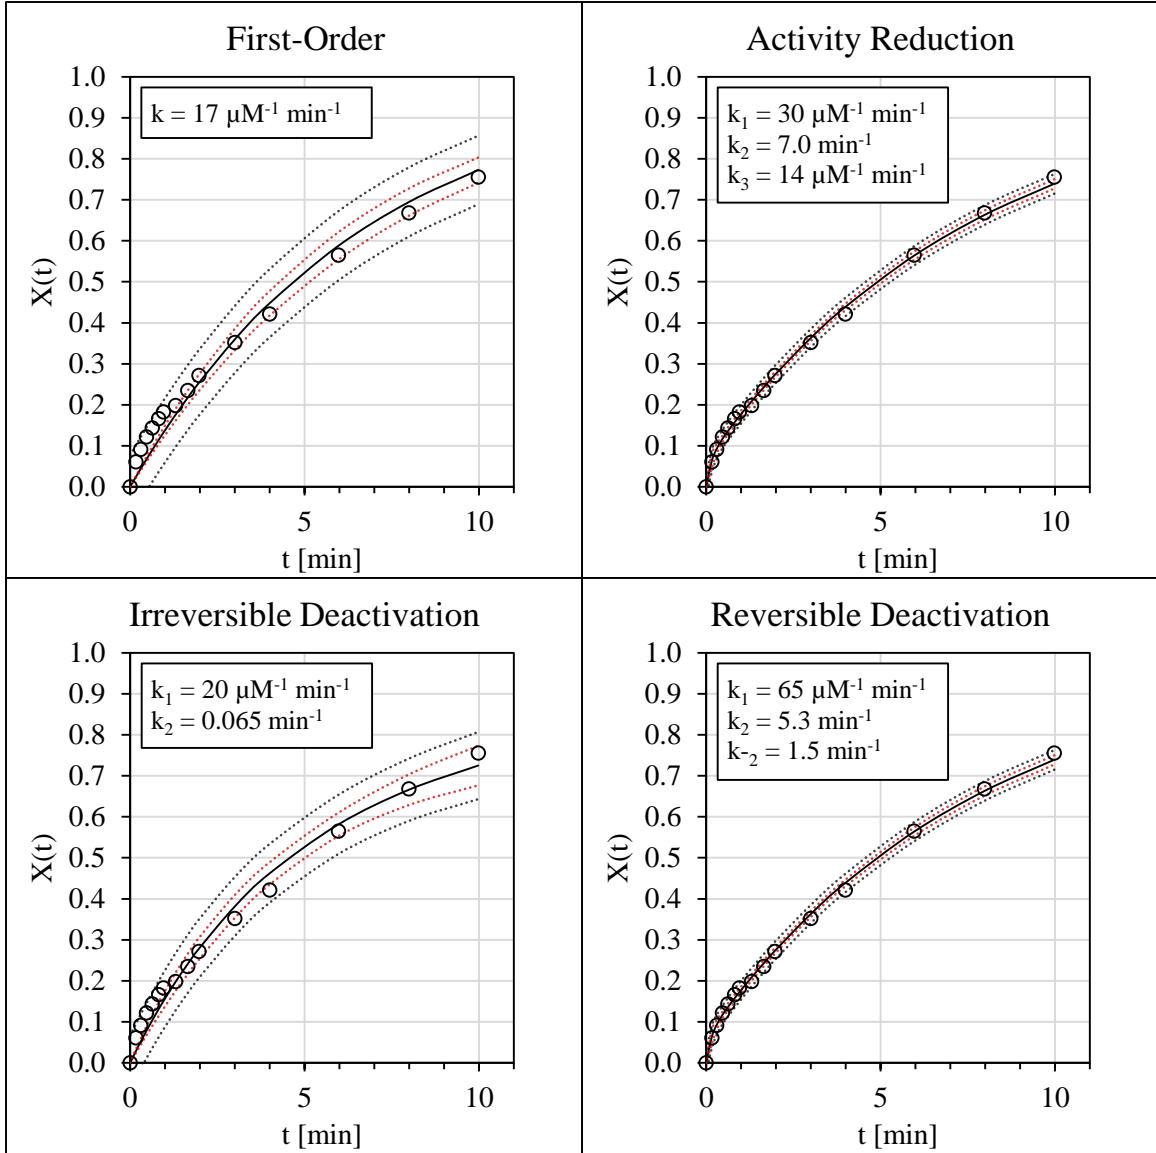 First-Order
k = 17 µM⁻¹ min⁻¹
1.0
0.9
0.8
0.7
0.6
0.5
0.4
0.3
0.2
0.1
0.0
X(t)
0 5 10
t [min]
Activity Reduction
k₁ = 30 µM⁻¹ min⁻¹
k₂ = 7.0 min⁻¹
k₃ = 14 µM⁻¹ min⁻¹
1.0
0.9
0.8
0.7
0.6
0.5
0.4
0.3
0.2
0.1
0.0
X(t)
0 5 10
t [min]
Irreversible Deactivation
k₁ = 20 µM⁻¹ min⁻¹
k₂ = 0.065 min⁻¹
1.0
0.9
0.8
0.7
0.6
0.5
0.4
0.3
0.2
0.1
0.0
X(t)
0 5 10
t [min]
Reversible Deactivation
k₁ = 65 µM⁻¹ min⁻¹
k₂ = 5.3 min⁻¹
k-₂ = 1.5 min⁻¹
1.0
0.9
0.8
0.7
0.6
0.5
0.4
0.3
0.2
0.1
0.0
X(t)
0 5 10
t [min]